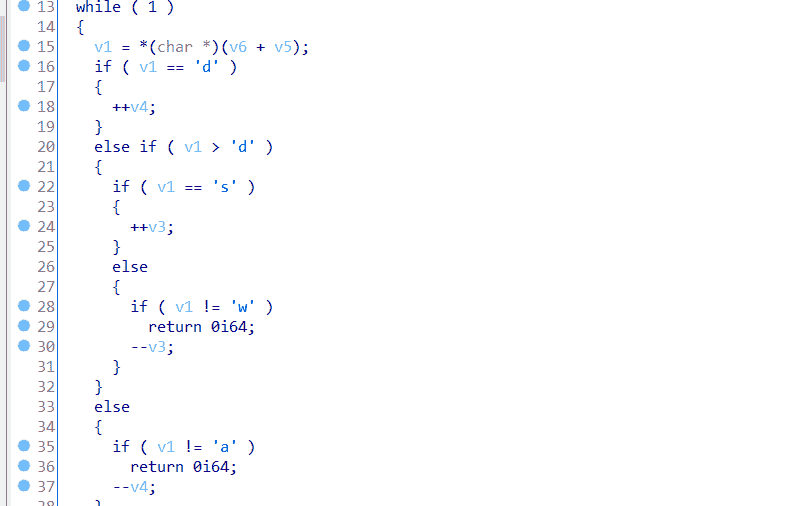 13 while ( 1 )
14 {
15 v1 = *(char *)(v6 + v5);
16 if ( v1 == 'd' )
17 {
18 ++v4;
19 }
20 else if ( v1 > 'd' )
21 {
22 if ( v1 == 's' )
23 {
24 ++v3;
25 }
26 else
27 {
28 if ( v1 != 'w' )
29 return 0i64;
30 --v3;
31 }
32 }
33 else
34 {
35 if ( v1 != 'a' )
36 return 0i64;
37 --v4;
38 }